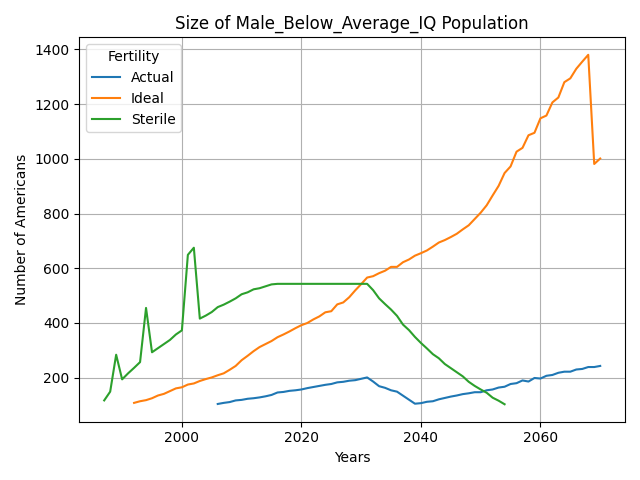 Size of Male_Below_Average_IQ Population
Fertility
Actual
Ideal
Sterile
Number of Americans
1400
1200
1000
800
600
400
200
2000
2020
2040
2060
Years